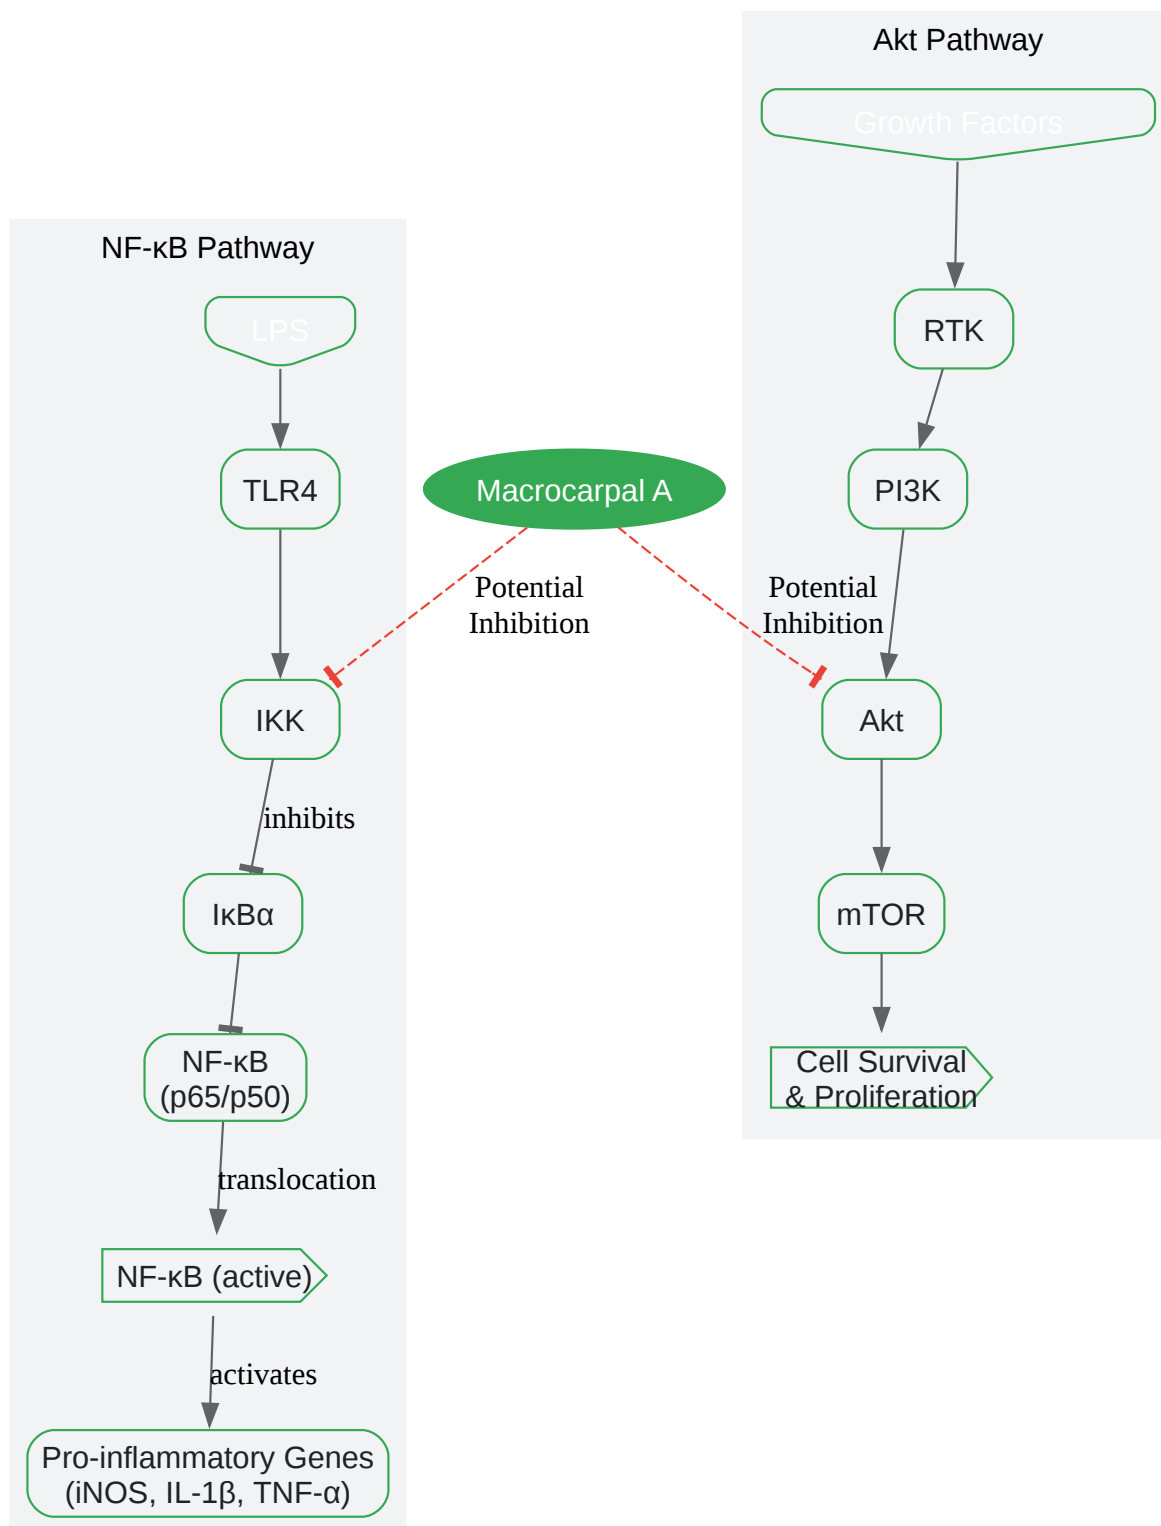 Akt Pathway
Growth Factors
RTK
PI3K
Potential
Inhibition
Akt
mTOR
Cell Survival
& Proliferation
NF-κB Pathway
LPS
TLR4
Macrocarpal A
Potential
Inhibition
IKK
inhibits
IκBα
NF-κB
(p65/p50)
translocation
NF-κB (active)
activates
Pro-inflammatory Genes
(iNOS, IL-1β, TNF-α)